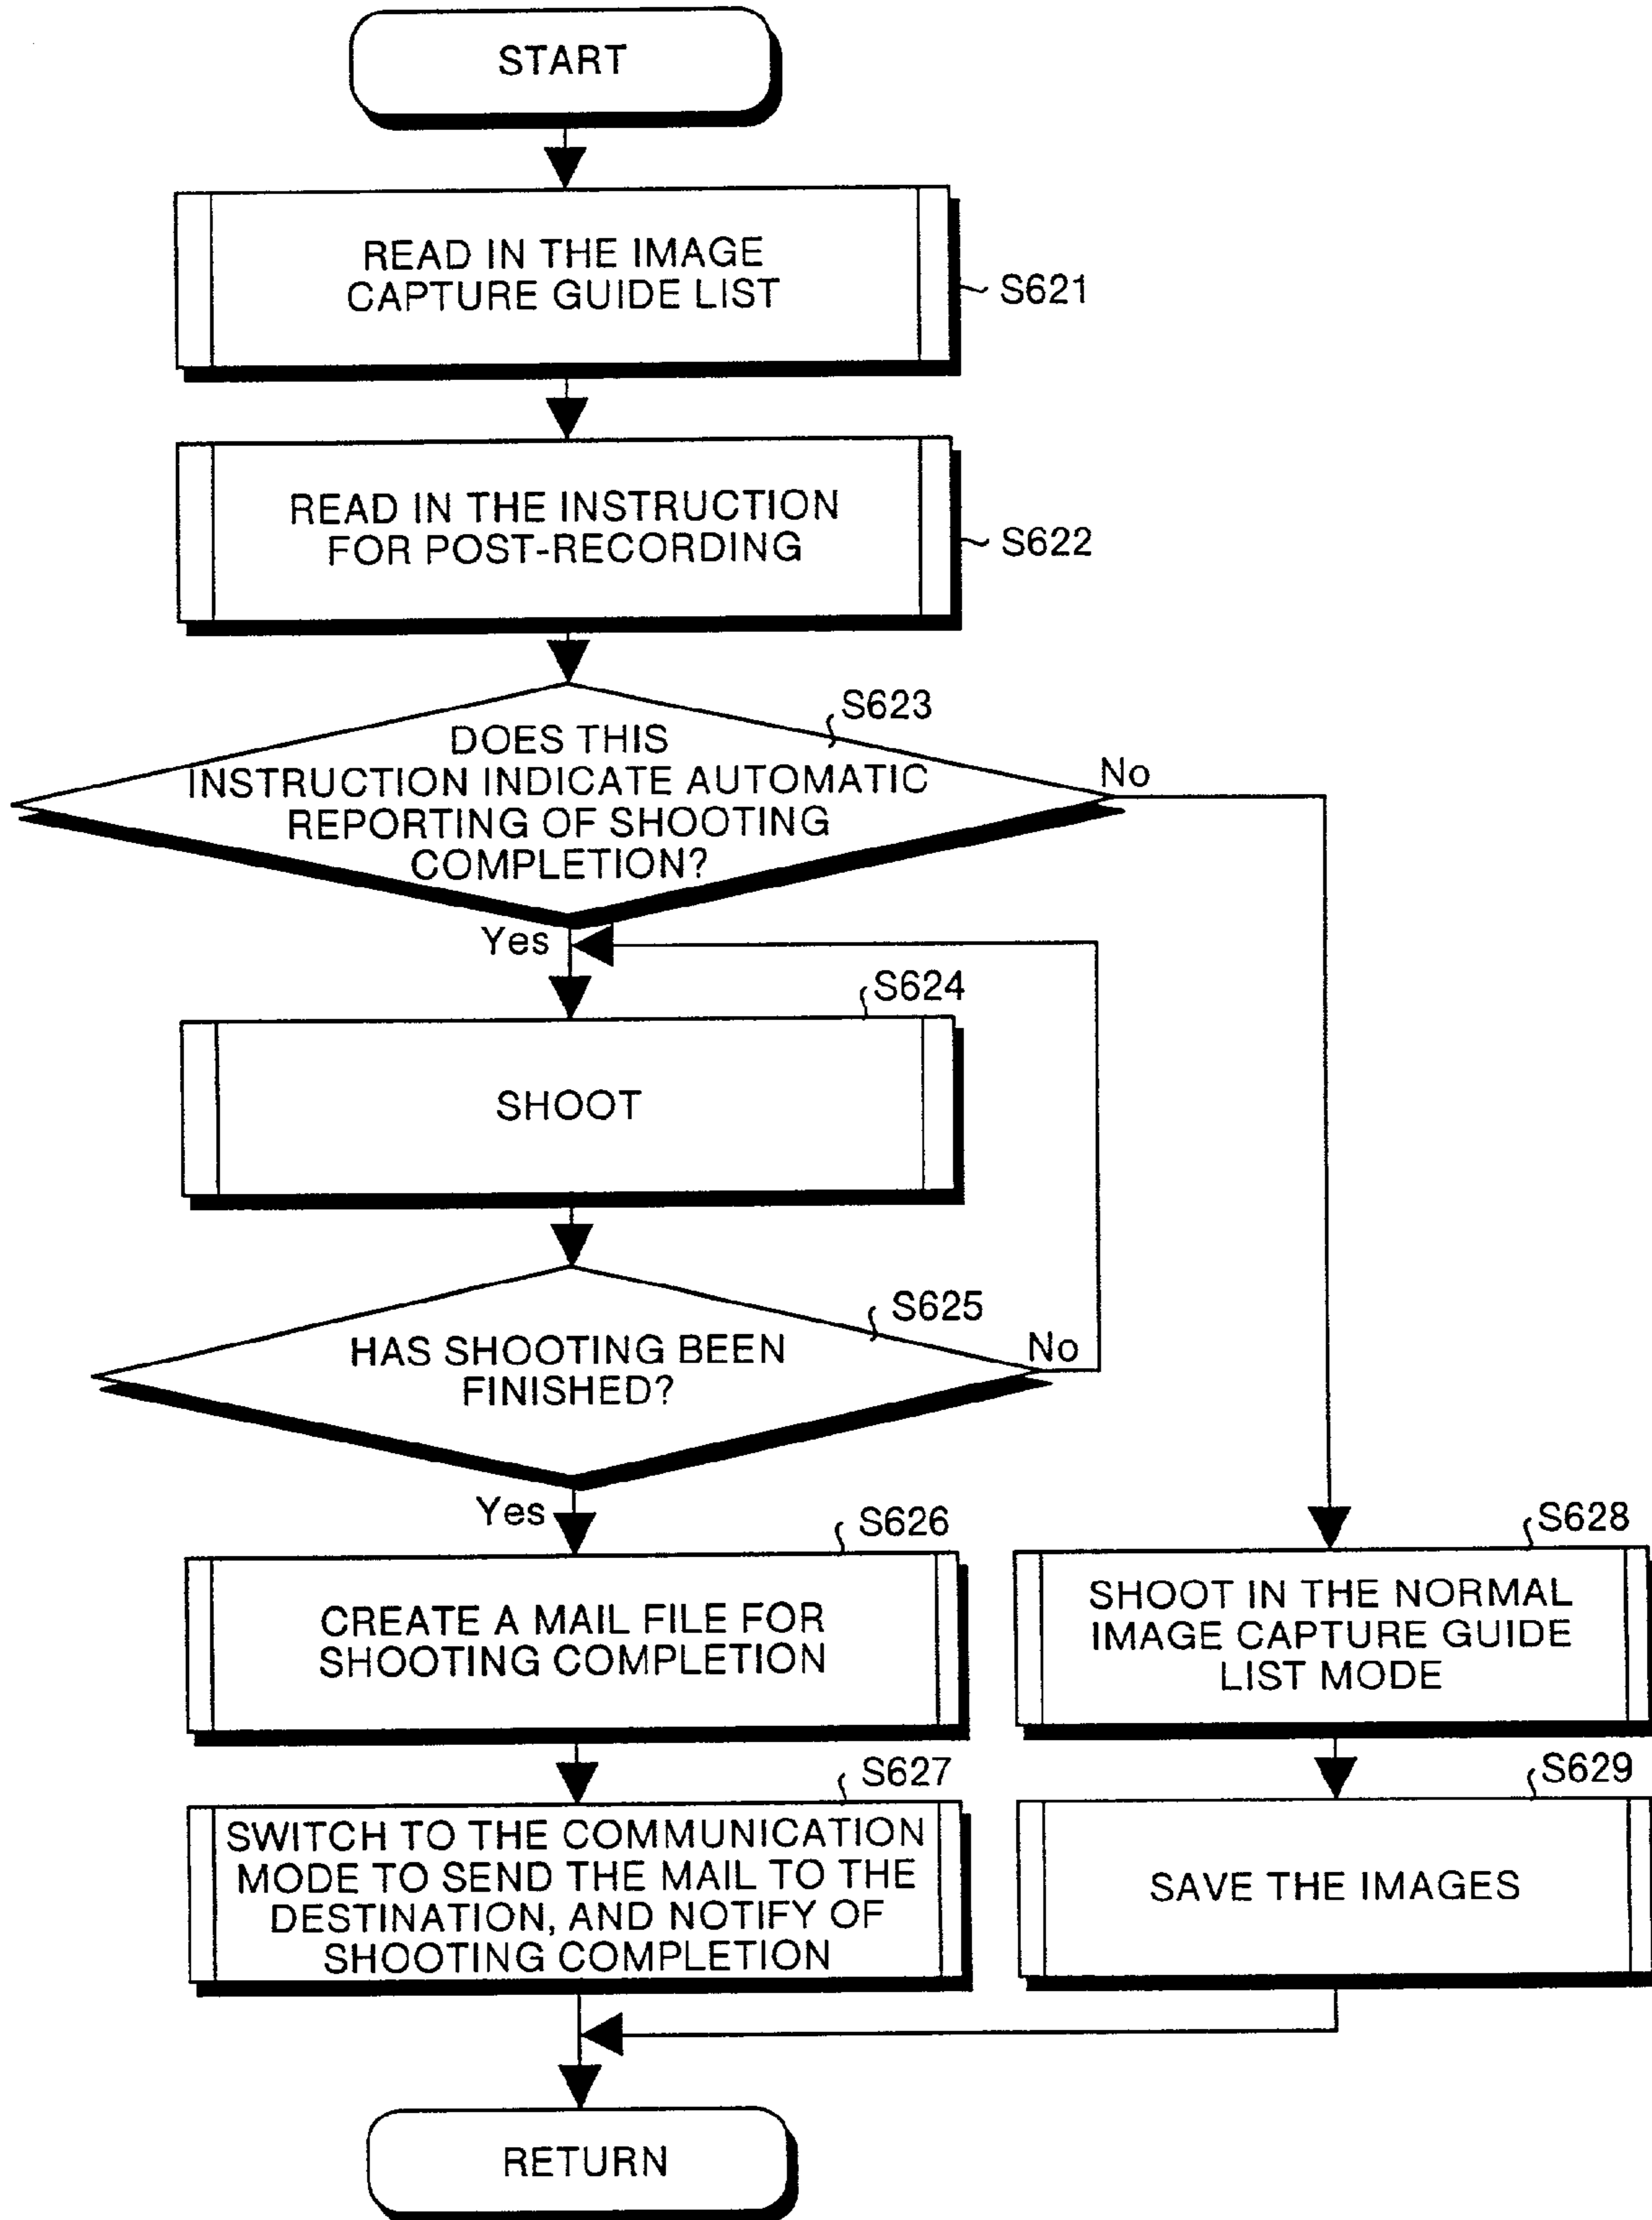 START
READ IN THE IMAGE
CAPTURE GUIDE LIST
S621
READ IN THE INSTRUCTION
FOR POST-RECORDING
S622
S623
DOES THIS
INSTRUCTION INDICATE AUTOMATIC
REPORTING OF SHOOTING
COMPLETION?
No
Yes
S624
SHOOT
S625
HAS SHOOTING BEEN
FINISHED?
No
Yes
S626
CREATE A MAIL FILE FOR
SHOOTING COMPLETION
S628
SHOOT IN THE NORMAL
IMAGE CAPTURE GUIDE
LIST MODE
S627
SWITCH TO THE COMMUNICATION
MODE TO SEND THE MAIL TO THE
DESTINATION, AND NOTIFY OF
SHOOTING COMPLETION
S629
SAVE THE IMAGES
RETURN